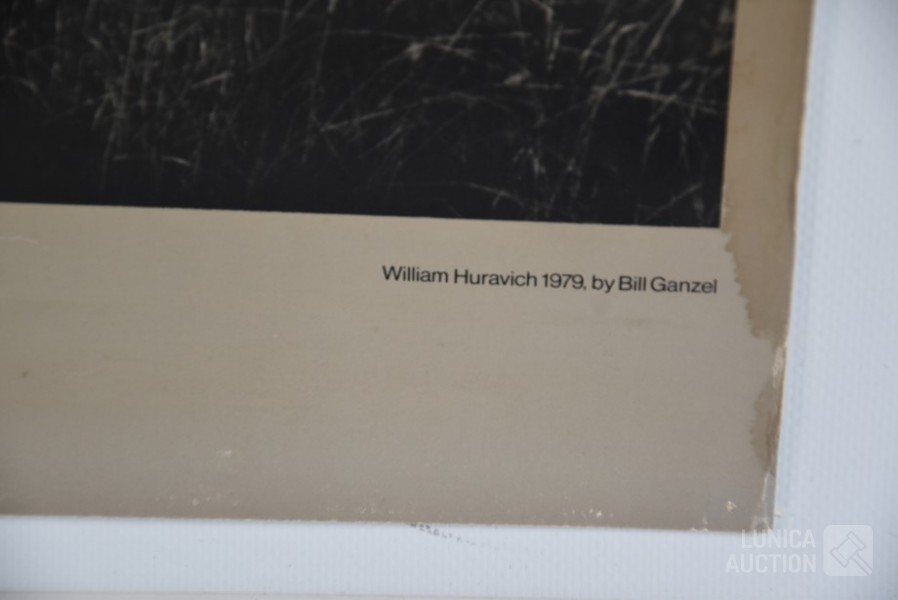 William Huravich 1979, by Bill Ganzel
LUNICA
AUCTION